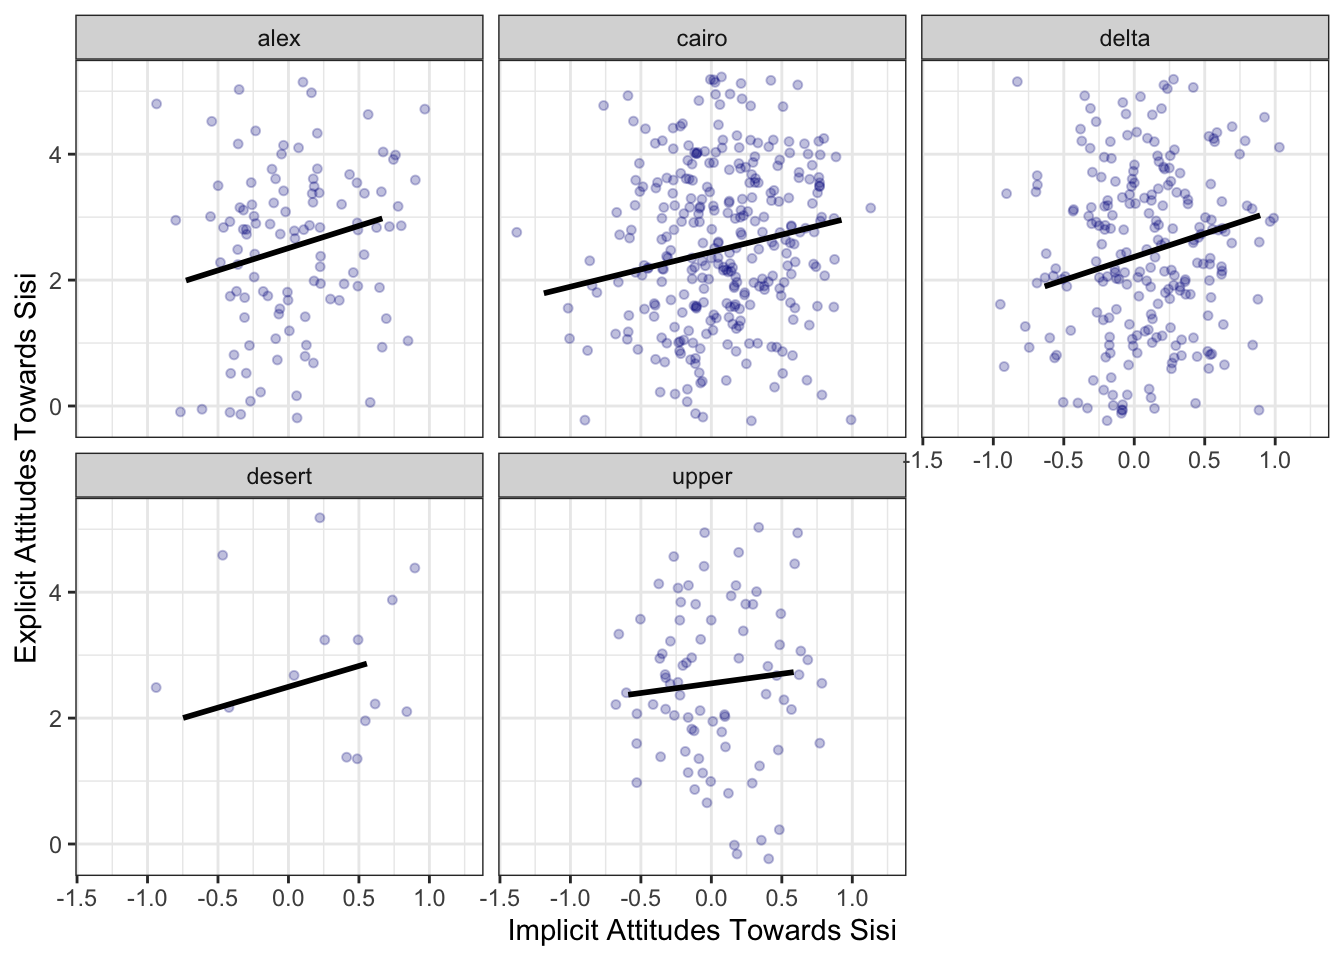 alex
cairo
delta
Explicit Attitudes Towards Sisi
4
2
0
-1.5 -1.0 -0.5 0.0 0.5 1.0
desert
upper
4
2
0
-1.5 -1.0 -0.5 0.0 0.5 1.0
-1.5 -1.0 -0.5 0.0 0.5 1.0
Implicit Attitudes Towards Sisi